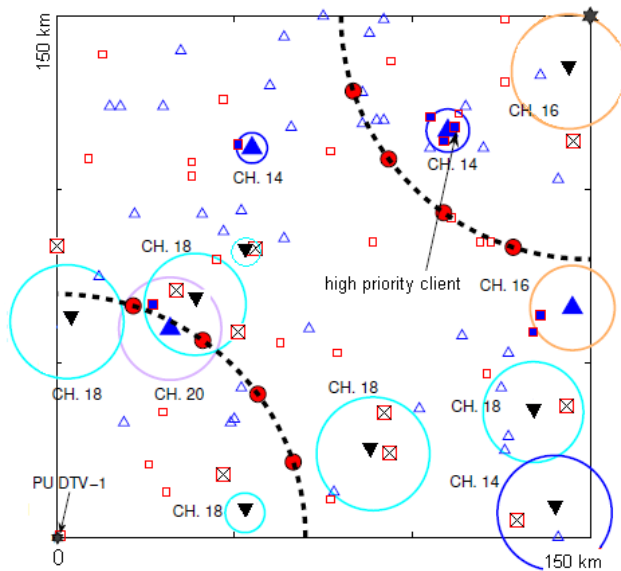 150 km
CH. 16
CH. 14
CH. 14
CH. 18
high priority client
CH. 16
CH. 18
CH. 20
CH. 18
CH. 18
CH. 14
PU DTV-1
CH. 18
0
150 km